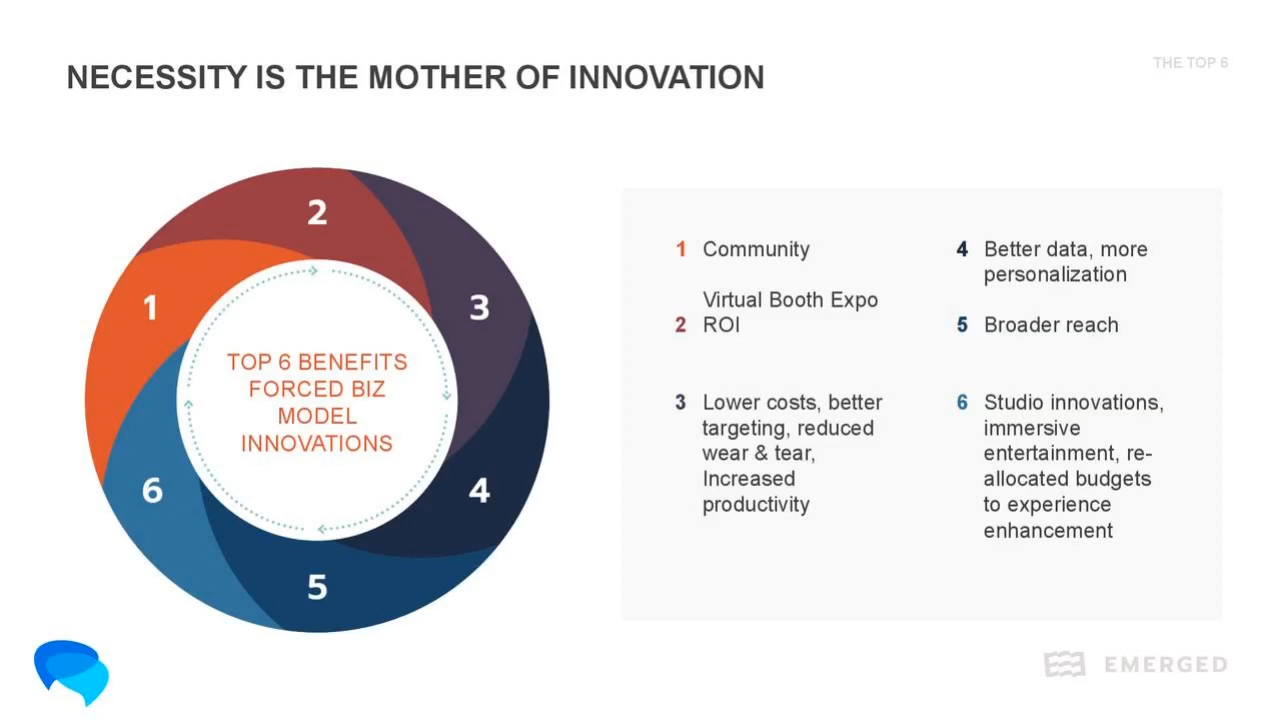 NECESSITY IS THE MOTHER OF INNOVATION
THE TOP 6
1
2
3
4
5
6
TOP 6 BENEFITS
FORCED BIZ
MODEL
INNOVATIONS
1 Community
Virtual Booth Expo
2 ROI
3 Lower costs, better
targeting, reduced
wear & tear,
Increased
productivity
4 Better data, more
personalization
5 Broader reach
6 Studio innovations,
immersive
entertainment, re-
allocated budgets
to experience
enhancement
EMERGED